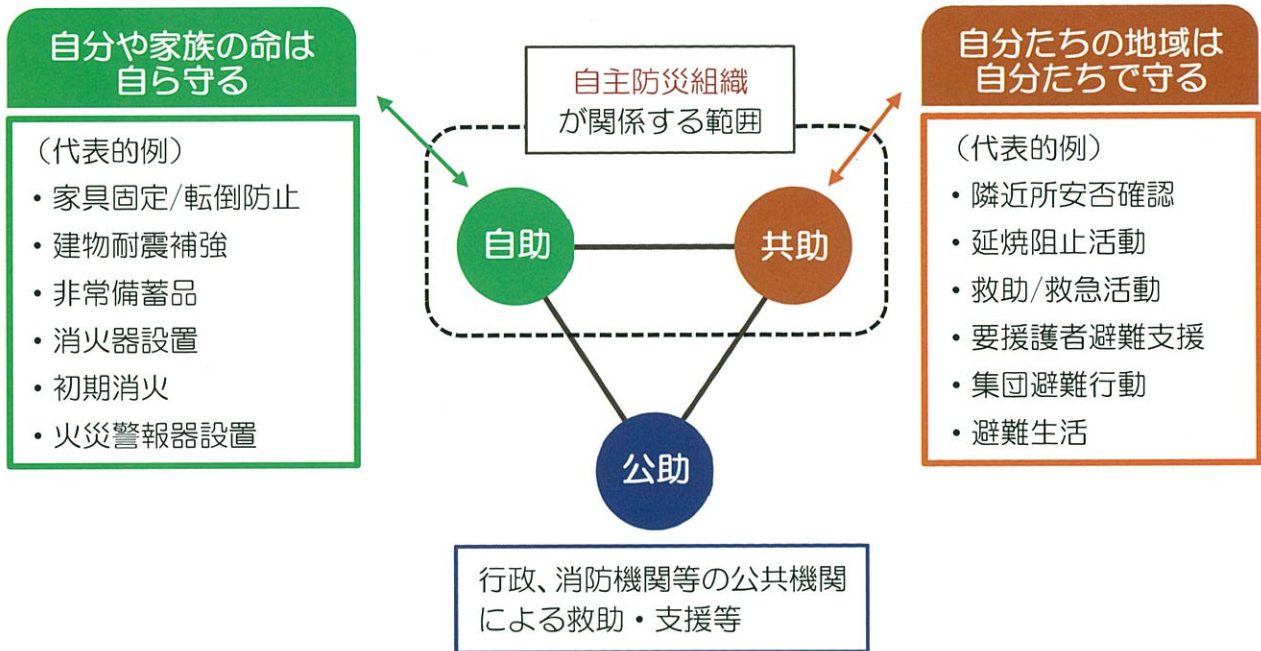 自分や家族の命は
自ら守る
(代表的例)
・家具固定/転倒防止
・建物耐震補強
・非常備蓄品
・消火器設置
・初期消火
・火災警報器設置
自主防災組織
が関係する範囲
自助
共助
公助
行政、消防機関等の公共機関
による救助・支援等
自分たちの地域は
自分たちで守る
(代表的例)
・隣近所安否確認
・延焼阻止活動
・救助/救急活動
・要援護者避難支援
・集団避難行動
・避難生活